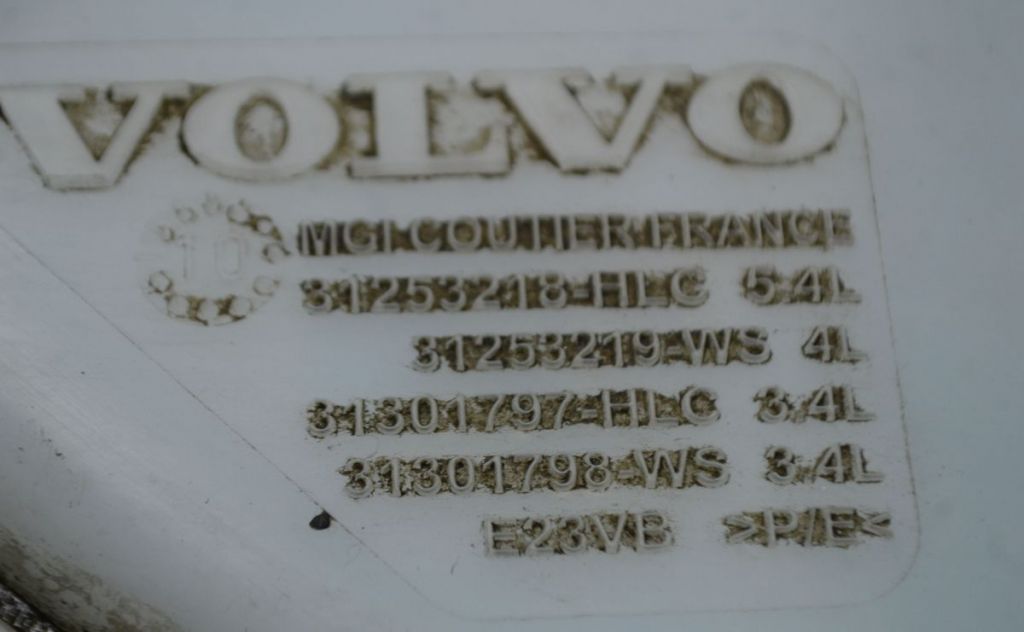 VOLVO
10
MGI COUTIER FRANCE
31253218-HLC 5.4L
31253219-WS 4L
31301797-HLC 3,4L
31301798-WS 3,4L
E23VB >P/E<